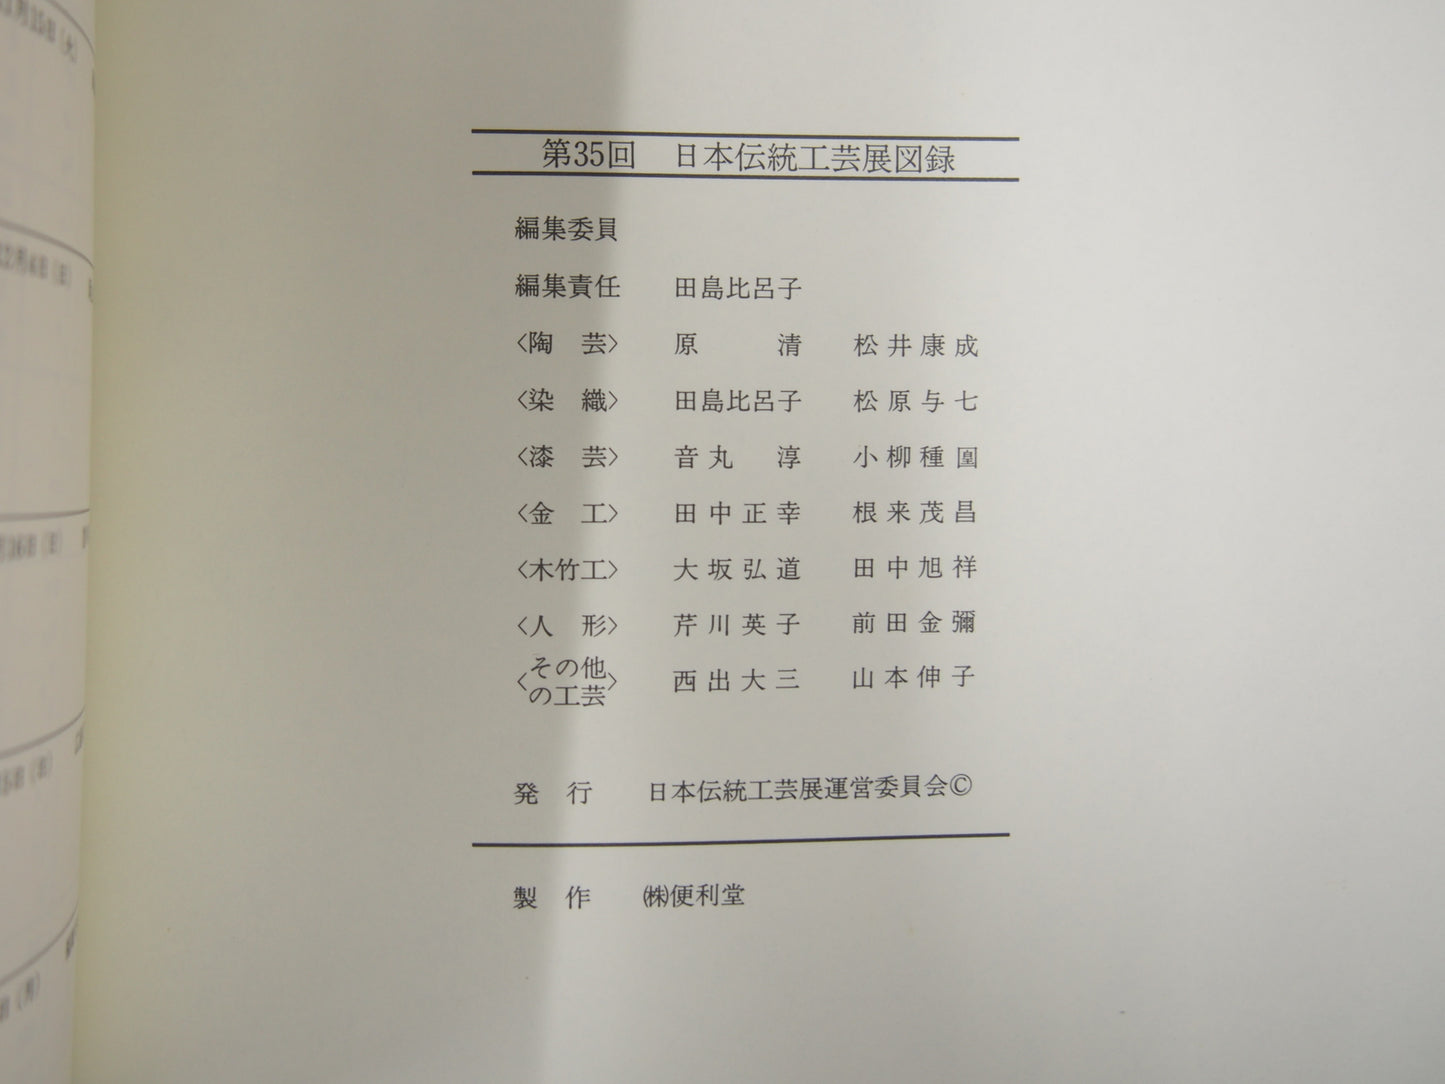 第35回　日本伝統工芸展図録
編集委員
編集責任　田島比呂子
〈陶　芸〉　原　　清　松井康成
〈染　織〉　田島比呂子　松原与七
〈漆　芸〉　音丸　淳　小柳種圀
〈金　工〉　田中正幸　根来茂昌
〈木竹工〉　大坂弘道　田中旭祥
〈人　形〉　芹川英子　前田金彌
〈その他の工芸〉　西出大三　山本伸子
発　行　日本伝統工芸展運営委員会©
製　作　㈱便利堂